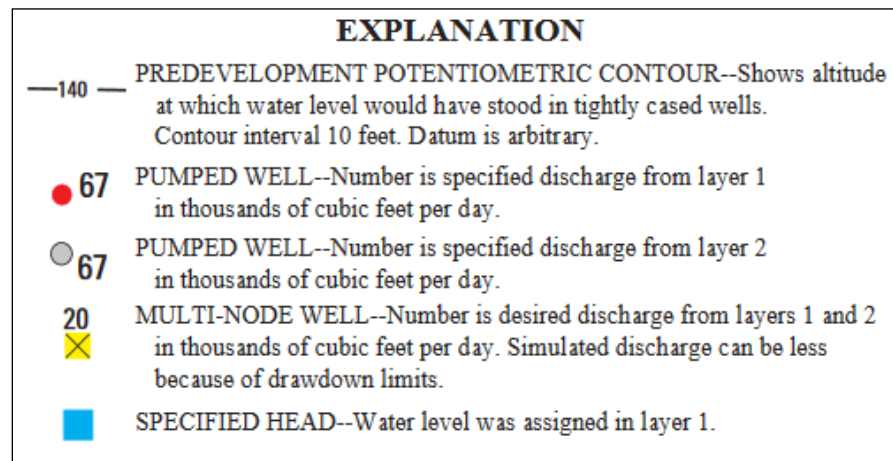 EXPLANATION
—140 — PREDEVELOPMENT POTENTIOMETRIC CONTOUR--Shows altitude
at which water level would have stood in tightly cased wells.
Contour interval 10 feet. Datum is arbitrary.
67 PUMPED WELL--Number is specified discharge from layer 1
in thousands of cubic feet per day.
67 PUMPED WELL--Number is specified discharge from layer 2
in thousands of cubic feet per day.
20 MULTI-NODE WELL--Number is desired discharge from layers 1 and 2
in thousands of cubic feet per day. Simulated discharge can be less
because of drawdown limits.
SPECIFIED HEAD--Water level was assigned in layer 1.